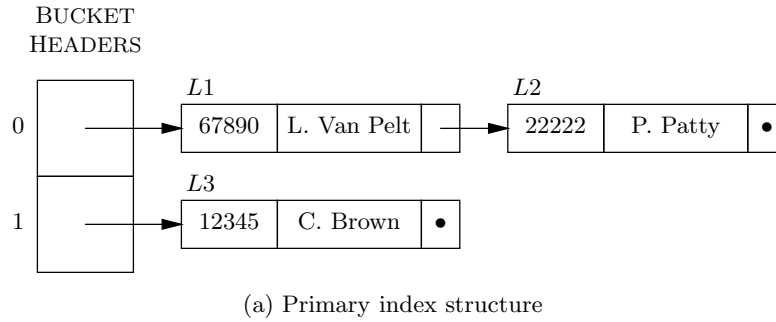 BUCKET
HEADERS
L1 L2
0 67890 L. Van Pelt 22222 P. Patty •
L3
1 12345 C. Brown •
(a) Primary index structure